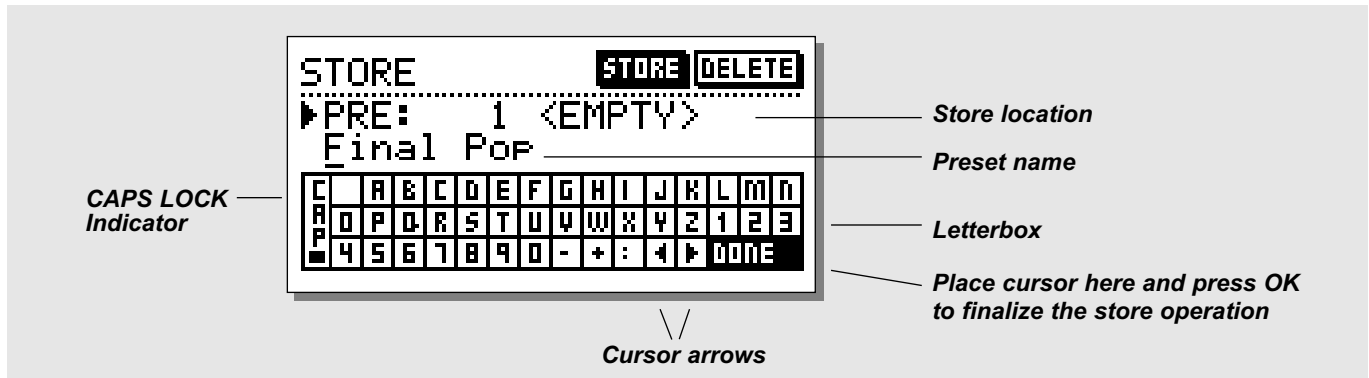 STORE STORE DELETE
▶PRE: 1 <EMPTY>
Final Pop
CAP A B C D E F G H I J K L M N
O P Q R S T U V W X Y Z 1 2 3
4 5 6 7 8 9 0 - + : ◀ ▶ DONE
CAPS LOCK
Indicator
Store location
Preset name
Letterbox
Place cursor here and press OK
to finalize the store operation
Cursor arrows